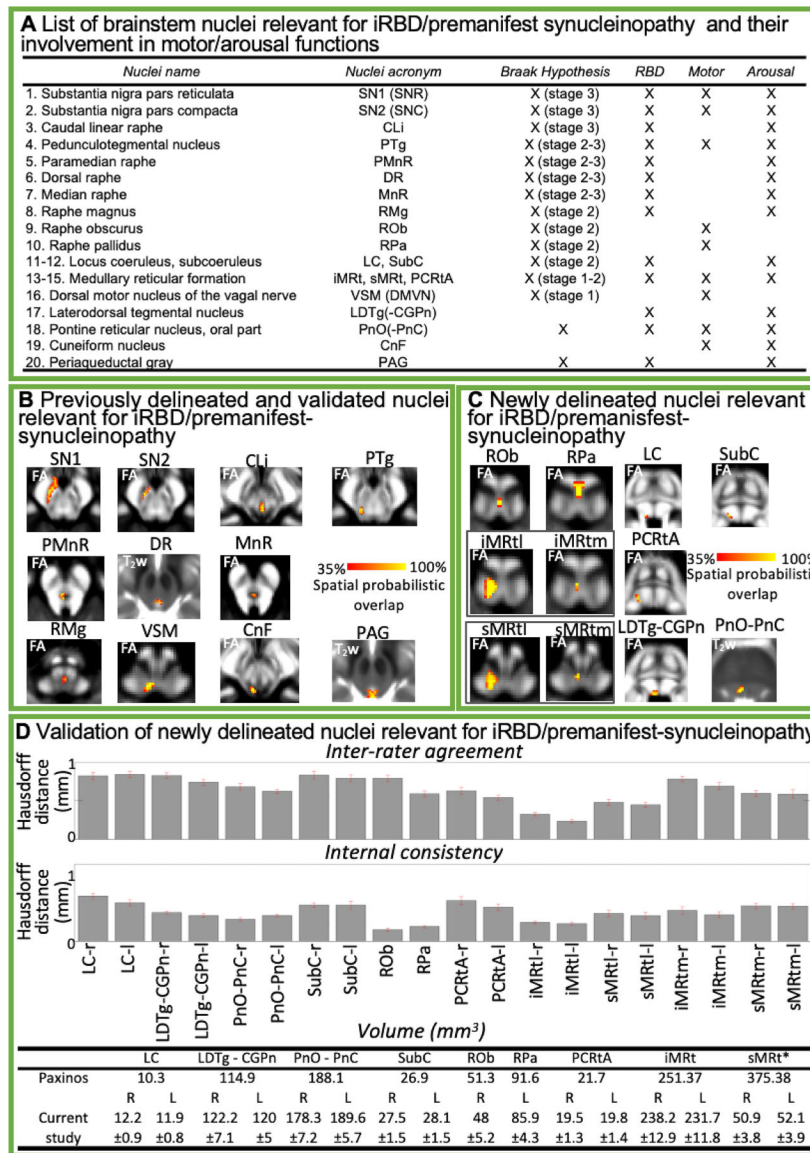 A List of brainstem nuclei relevant for iRBD/premanifest synucleinopathy and their
involvement in motor/arousal functions
Nuclei name Nuclei acronym Braak Hypothesis RBD Motor Arousal
1. Substantia nigra pars reticulata SN1 (SNR) X (stage 3) X X X
2. Substantia nigra pars compacta SN2 (SNC) X (stage 3) X X X
3. Caudal linear raphe CLi X (stage 3) X X
4. Pedunculotegmental nucleus PTg X (stage 2-3) X X X
5. Paramedian raphe PMnR X (stage 2-3) X X
6. Dorsal raphe DR X (stage 2-3) X X
7. Median raphe MnR X (stage 2-3) X X
8. Raphe magnus RMg X (stage 2) X X
9. Raphe obscurus ROb X (stage 2) X
10. Raphe pallidus RPa X (stage 2) X
11-12. Locus coeruleus, subcoeruleus LC, SubC X (stage 2) X X
13-15. Medullary reticular formation iMRt, sMRt, PCRtA X (stage 1-2) X X X
16. Dorsal motor nucleus of the vagal nerve VSM (DMVN) X (stage 1) X
17. Laterodorsal tegmental nucleus LDTg(-CGPn) X X
18. Pontine reticular nucleus, oral part PnO(-PnC) X X X X
19. Cuneiform nucleus CnF X X
20. Periaqueductal gray PAG X X X
B Previously delineated and validated nuclei
relevant for iRBD/premanifest-
synucleinopathy
SN1 SN2 CLi PTg
FA FA FA FA
PMnR DR MnR
FA T2w FA
35% 100%
Spatial probabilistic
overlap
RMg VSM CnF PAG
FA FA FA T2w
C Newly delineated nuclei relevant
for iRBD/premanisfest-
synucleinopathy
ROb RPa LC SubC
FA FA FA FA
iMRtl iMRtm PCRtA
FA FA FA
35% 100%
Spatial probabilistic
overlap
sMRtl sMRtm LDTg-CGPn PnO-PnC
FA FA FA T2w
D Validation of newly delineated nuclei relevant for iRBD/premanifest-synucleinopathy
Inter-rater agreement
Hausdorff
distance
(mm)
1
0
Internal consistency
Hausdorff
distance
(mm)
1
0
LC-r LC-l LDTg-CGPn-r LDTg-CGPn-l PnO-PnC-r PnO-PnC-l SubC-r SubC-l ROb RPa PCRtA-r PCRtA-l iMRtl-r iMRtl-l sMRtl-r sMRtl-l iMRtm-r iMRtm-l sMRtm-r sMRtm-l
Volume (mm³)
LC LDTg - CGPn PnO - PnC SubC ROb RPa PCRtA iMRt sMRt*
Paxinos 10.3 114.9 188.1 26.9 51.3 91.6 21.7 251.37 375.38
R L R L R L R L R L R L R L
Current 12.2 11.9 122.2 120 178.3 189.6 27.5 28.1 48 85.9 19.5 19.8 238.2 231.7 50.9 52.1
study ±0.9 ±0.8 ±7.1 ±5 ±7.2 ±5.7 ±1.5 ±1.5 ±5.2 ±4.3 ±1.3 ±1.4 ±12.9 ±11.8 ±3.8 ±3.9